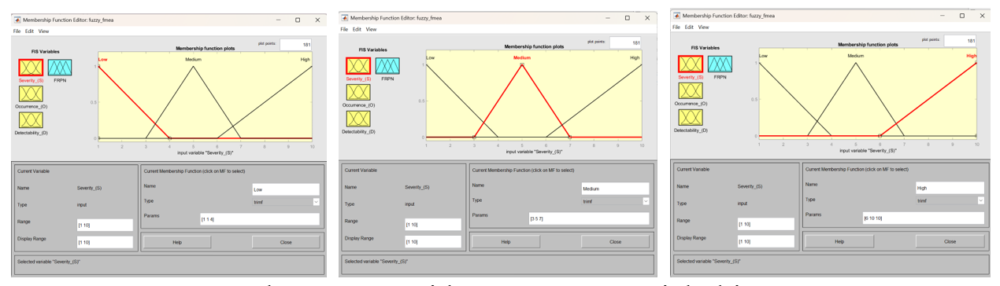 Membership Function Editor: fuzzy_fmea
File Edit View
FIS Variables
Severity_(S)
FRPN
Occurrence_(O)
Detectability_(D)
plot points:
181
Membership function plots
Low
Medium
High
1
0.5
0
1 2 3 4 5 6 7 8 9 10
input variable "Severity_(S)"
Current Variable
Name Severity_(S)
Type input
Range [1 10]
Display Range [1 10]
Current Membership Function (click on MF to select)
Name Low
Type trimf
Params [1 1 4]
Help
Close
Selected variable "Severity_(S)"
Membership Function Editor: fuzzy_fmea
File Edit View
FIS Variables
Severity_(S)
FRPN
Occurrence_(O)
Detectability_(D)
plot points:
181
Membership function plots
Low
Medium
High
1
0.5
0
1 2 3 4 5 6 7 8 9 10
input variable "Severity_(S)"
Current Variable
Name Severity_(S)
Type input
Range [1 10]
Display Range [1 10]
Current Membership Function (click on MF to select)
Name Medium
Type trimf
Params [3 5 7]
Help
Close
Selected variable "Severity_(S)"
Membership Function Editor: fuzzy_fmea
File Edit View
FIS Variables
Severity_(S)
FRPN
Occurrence_(O)
Detectability_(D)
plot points:
181
Membership function plots
Low
Medium
High
1
0.5
0
1 2 3 4 5 6 7 8 9 10
input variable "Severity_(S)"
Current Variable
Name Severity_(S)
Type input
Range [1 10]
Display Range [1 10]
Current Membership Function (click on MF to select)
Name High
Type trimf
Params [6 10 10]
Help
Close
Selected variable "Severity_(S)"